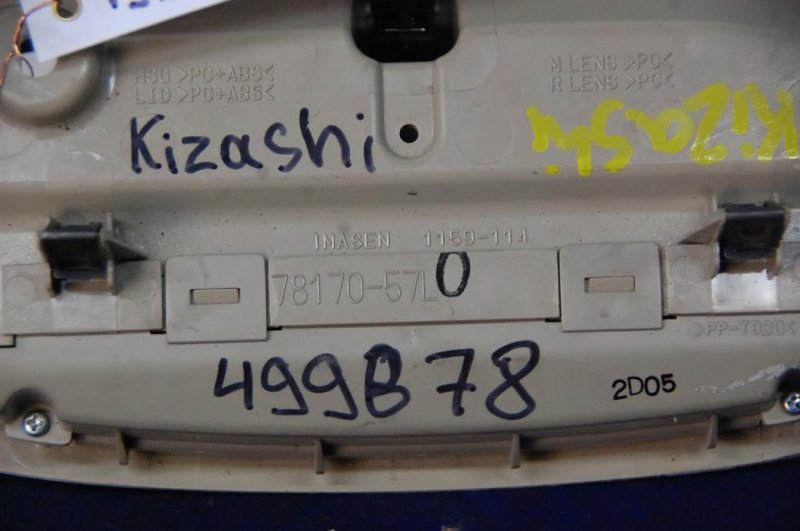 HSG >PC+ABS<
LID >PC+ABS<
M LENS >PC<
R LENS >PC<
Kizashi
Kizashi
IMASEN 1159-114
78170-57L0
>PP-TD30<
499B78
2D05